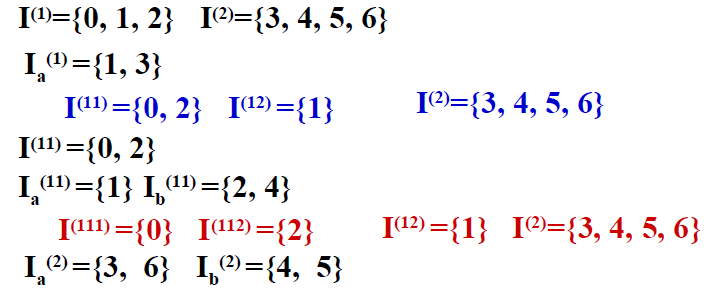 I⁽¹⁾={0, 1, 2} I⁽²⁾={3, 4, 5, 6}
Iₐ⁽¹⁾={1, 3}
I⁽¹¹⁾={0, 2} I⁽¹²⁾={1} I⁽²⁾={3, 4, 5, 6}
I⁽¹¹⁾={0, 2}
Iₐ⁽¹¹⁾={1} I_b⁽¹¹⁾={2, 4}
I⁽¹¹¹⁾={0} I⁽¹¹²⁾={2} I⁽¹²⁾={1} I⁽²⁾={3, 4, 5, 6}
Iₐ⁽²⁾={3, 6} I_b⁽²⁾={4, 5}